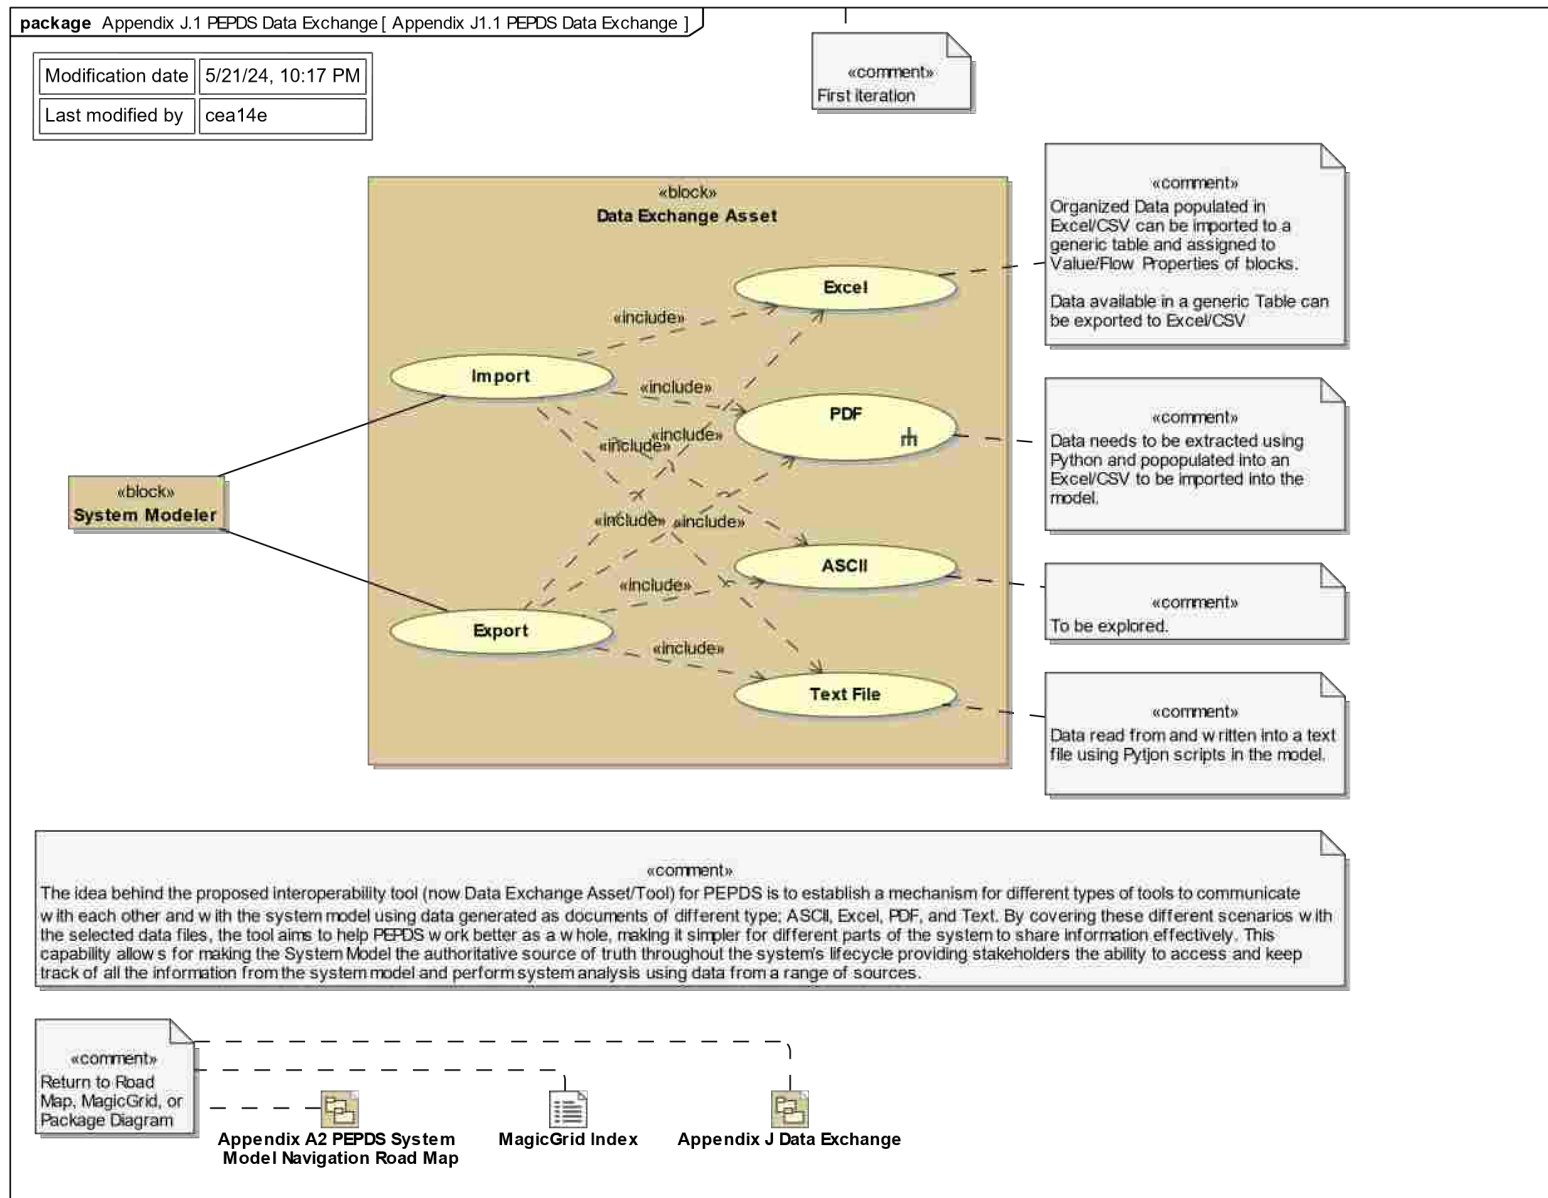 package Appendix J.1 PEPDS Data Exchange [ Appendix J1.1 PEPDS Data Exchange ]
Modification date 5/21/24, 10:17 PM
Last modified by cea14e
«comment»
First iteration
«block»
Data Exchange Asset
«comment»
Organized Data populated in
Excel/CSV can be imported to a
generic table and assigned to
Value/Flow Properties of blocks.
Data available in a generic Table can
be exported to Excel/CSV
Excel
«include»
Import
«include»
PDF
«include»
«include»
«comment»
Data needs to be extracted using
Python and popopulated into an
Excel/CSV to be imported into the
model.
«block»
System Modeler
«include»
«include»
ASCII
«include»
«comment»
To be explored.
Export
«include»
Text File
«comment»
Data read from and written into a text
file using Pytjon scripts in the model.
«comment»
The idea behind the proposed interoperability tool (now Data Exchange Asset/Tool) for PEPDS is to establish a mechanism for different types of tools to communicate
with each other and with the system model using data generated as documents of different type; ASCII, Excel, PDF, and Text. By covering these different scenarios with
the selected data files, the tool aims to help PEPDS work better as a whole, making it simpler for different parts of the system to share information effectively. This
capability allows for making the System Model the authoritative source of truth throughout the system's lifecycle providing stakeholders the ability to access and keep
track of all the information from the system model and perform system analysis using data from a range of sources.
«comment»
Return to Road
Map, MagicGrid, or
Package Diagram
Appendix A2 PEPDS System
Model Navigation Road Map
MagicGrid Index
Appendix J Data Exchange